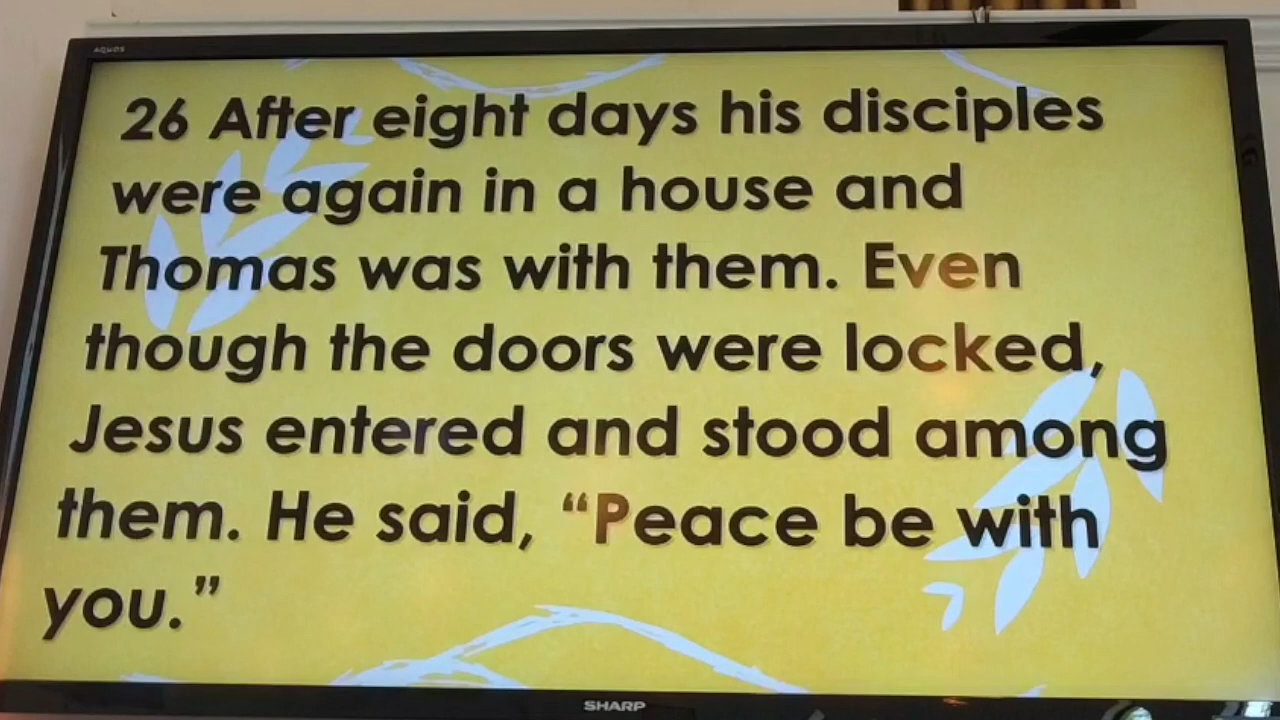 AQUOS
26 After eight days his disciples
were again in a house and
Thomas was with them. Even
though the doors were locked,
Jesus entered and stood among
them. He said, “Peace be with
you.”
SHARP